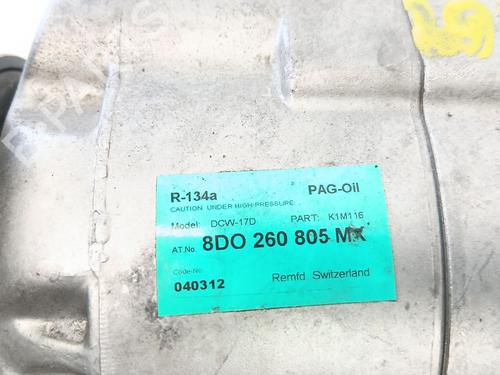 R-134a PAG-Oil
CAUTION UNDER HIGH PRESSURE
Model: DCW-17D PART: K1M116
AT.No. 8DO 260 805 MX
Code-No 040312 Remfd Switzerland